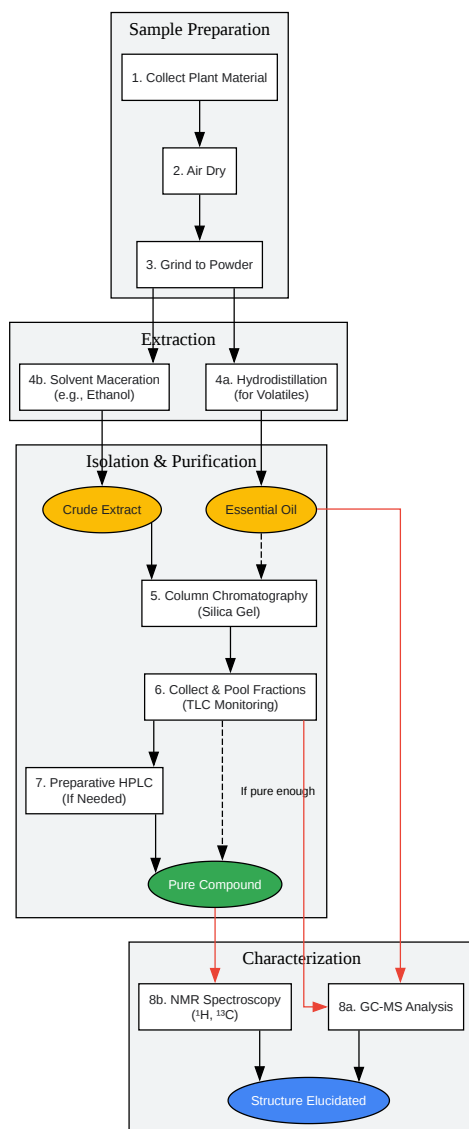 Sample Preparation
1. Collect Plant Material
2. Air Dry
3. Grind to Powder
Extraction
4b. Solvent Maceration
(e.g., Ethanol)
4a. Hydrodistillation
(for Volatiles)
Isolation & Purification
Crude Extract
Essential Oil
5. Column Chromatography
(Silica Gel)
6. Collect & Pool Fractions
(TLC Monitoring)
7. Preparative HPLC
(If Needed)
If pure enough
Pure Compound
Characterization
8b. NMR Spectroscopy
(¹H, ¹³C)
8a. GC-MS Analysis
Structure Elucidated